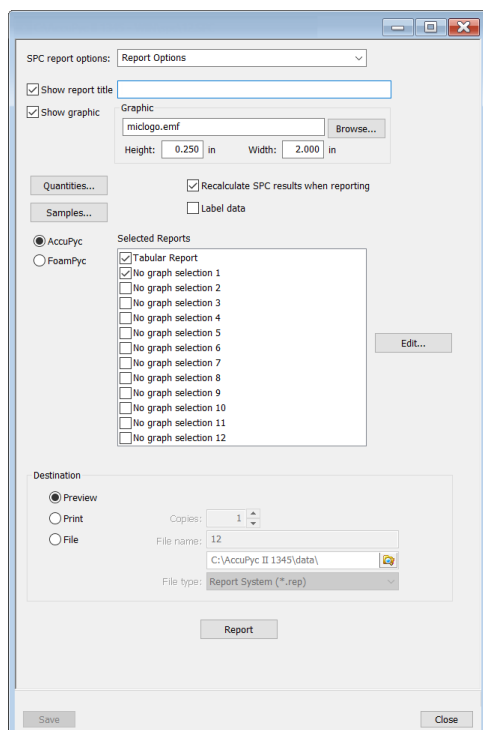 SPC report options: Report Options
Show report title
Show graphic
Graphic
miclogo.emf Browse...
Height: 0.250 in Width: 2.000 in
Quantities... Recalculate SPC results when reporting
Samples... Label data
AccuPyc Selected Reports
FoamPyc
Tabular Report
No graph selection 1
No graph selection 2
No graph selection 3
No graph selection 4
No graph selection 5
No graph selection 6
No graph selection 7
No graph selection 8
No graph selection 9
No graph selection 10
No graph selection 11
No graph selection 12
Edit...
Destination
Preview
Print Copies: 1
File File name: 12
C:\AccuPyc II 1345\data\
File type: Report System (*.rep)
Report
Save Close